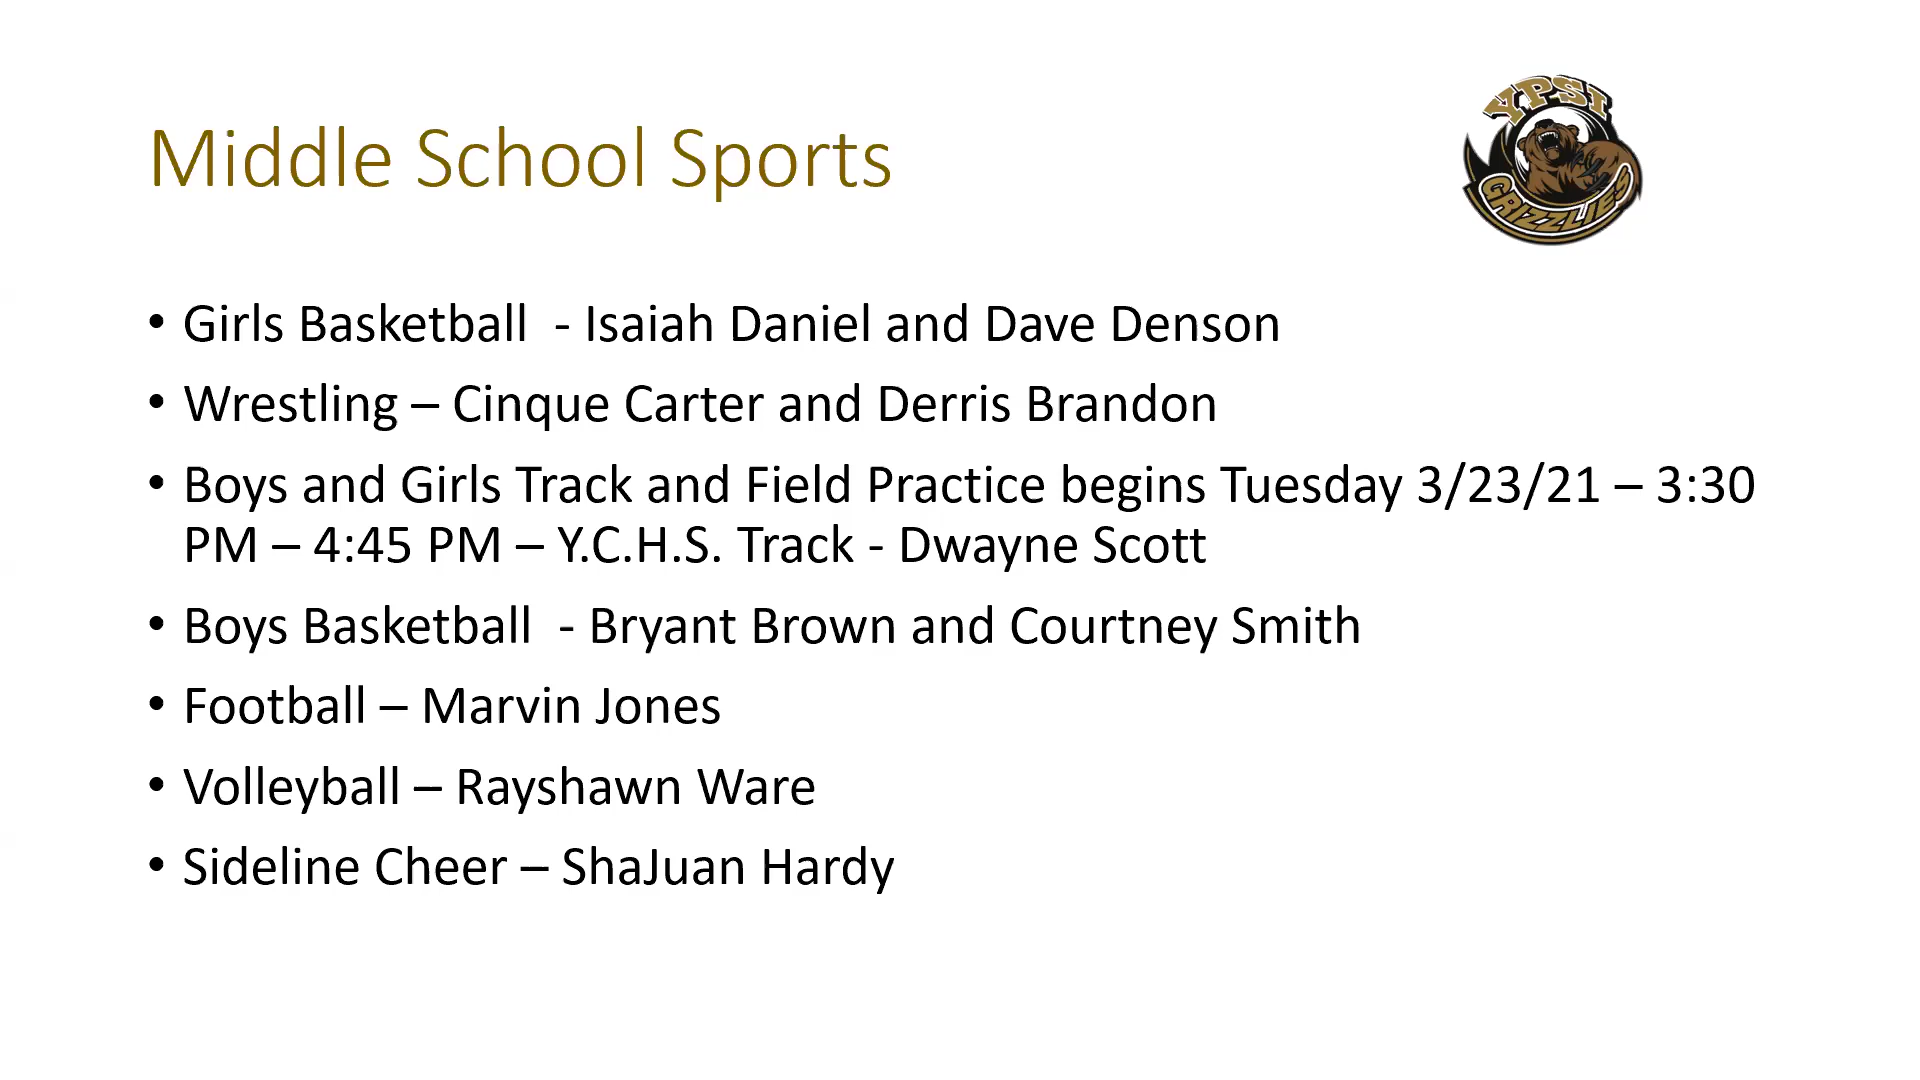 YPSI
GRIZZLIES
Middle School Sports
• Girls Basketball  - Isaiah Daniel and Dave Denson
• Wrestling – Cinque Carter and Derris Brandon
• Boys and Girls Track and Field Practice begins Tuesday 3/23/21 – 3:30
PM – 4:45 PM – Y.C.H.S. Track - Dwayne Scott
• Boys Basketball  - Bryant Brown and Courtney Smith
• Football – Marvin Jones
• Volleyball – Rayshawn Ware
• Sideline Cheer – ShaJuan Hardy